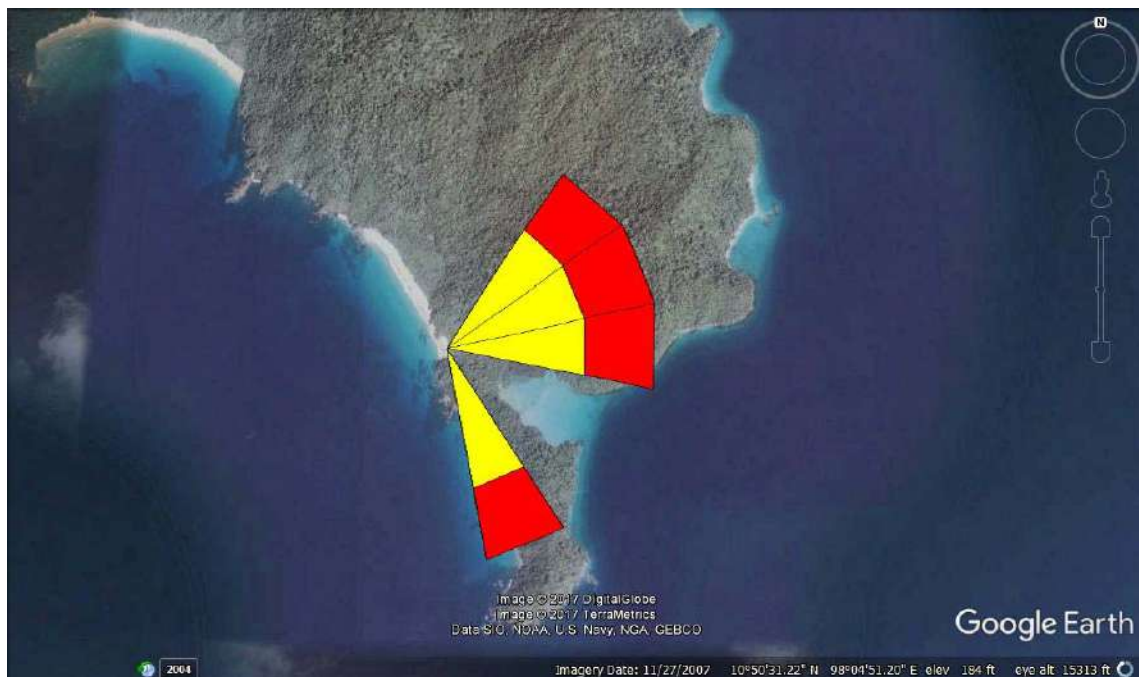 N
Image © 2017 DigitalGlobe
Image © 2017 TerraMetrics
Data SIO, NOAA, U.S. Navy, NGA, GEBCO
Google Earth
2004
Imagery Date: 11/27/2007 10°50'31.22" N 98°04'51.20" E elev 184 ft eye alt 15313 ft